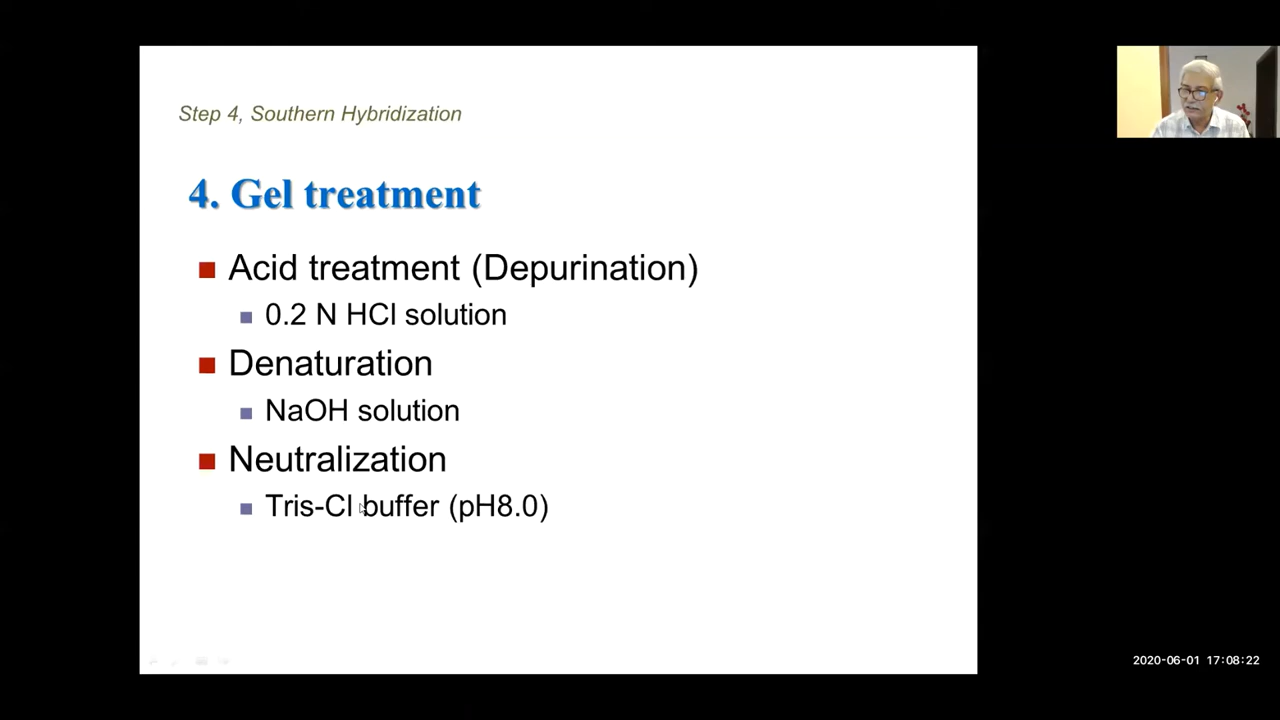 Step 4, Southern Hybridization
4. Gel treatment
Acid treatment (Depurination)
0.2 N HCl solution
Denaturation
NaOH solution
Neutralization
Tris-Cl buffer (pH8.0)
2020-06-01 17:08:22